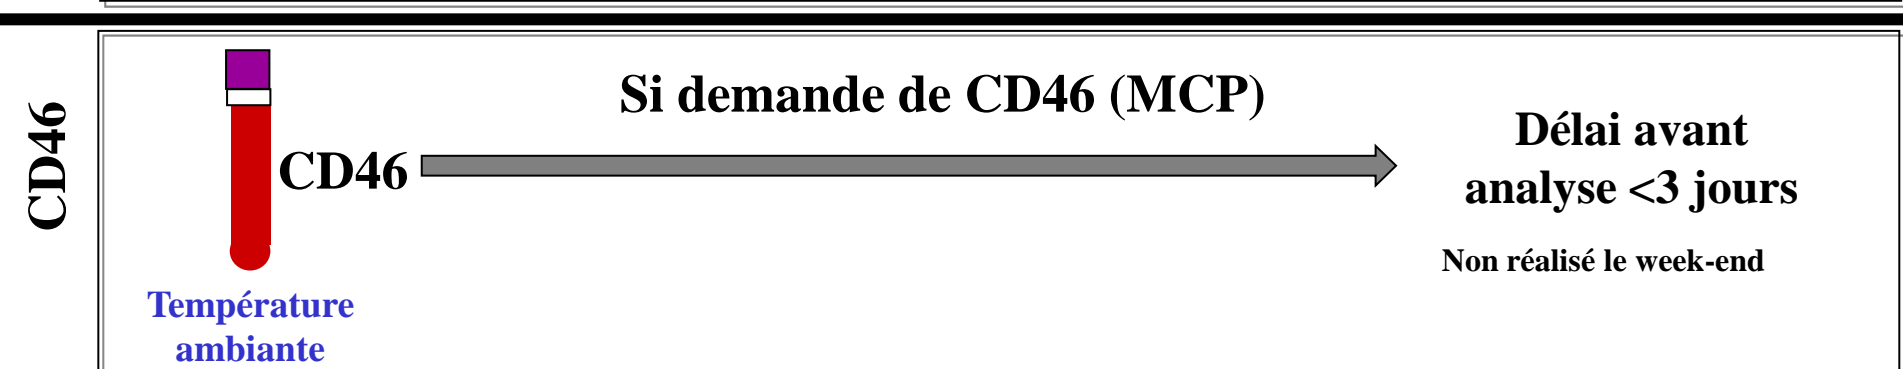 CD46
Si demande de CD46 (MCP)
CD46
Délai avant
analyse <3 jours
Non réalisé le week-end
Température
ambiante